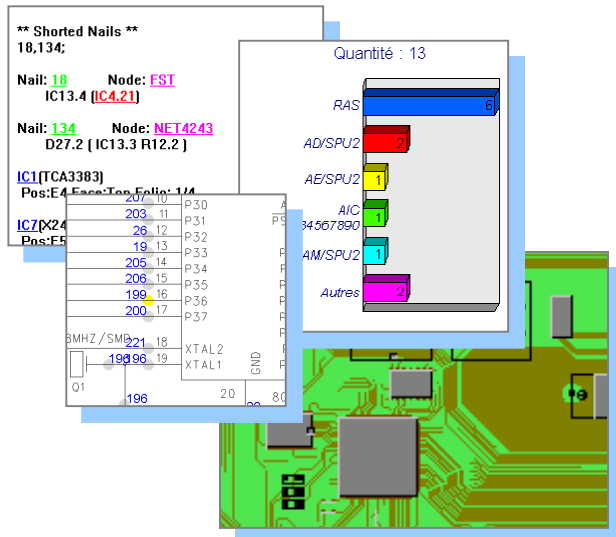 ** Shorted Nails **
18,134;
Nail: 18 Node: FST
IC13.4 (IC4.21)
Nail: 134 Node: NET4243
D27.2 ( IC13.3 R12.2 )
IC1(TCA3383)
Pos:E4 Face:Top Folio: 1/4
IC7(X24
Pos:E5
Quantité : 13
RAS 6
AD/SPU2 2
AE/SPU2 1
AIC
34567890 1
AM/SPU2 1
Autres 2
207 10 P30
203 11 P31
26 12 P32
19 13 P33
205 14 P34
206 15 P35
199 16 P36
200 17 P37
8MHZ/SMD
221 18 XTAL2
196 196 19 XTAL1
GND
Q1
196
20
80